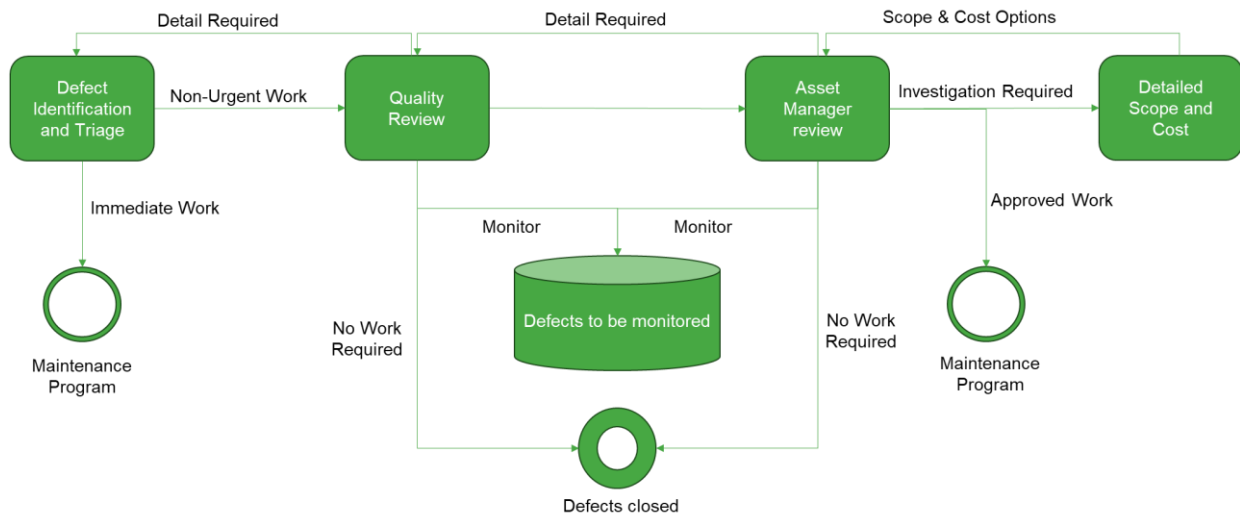 Detail Required
Detail Required
Scope & Cost Options
Defect
Identification
and Triage
Non-Urgent Work
Quality
Review
Asset
Manager
review
Investigation Required
Detailed
Scope and
Cost
Immediate Work
Approved Work
Monitor
Monitor
Defects to be monitored
No Work
Required
No Work
Required
Maintenance
Program
Maintenance
Program
Defects closed